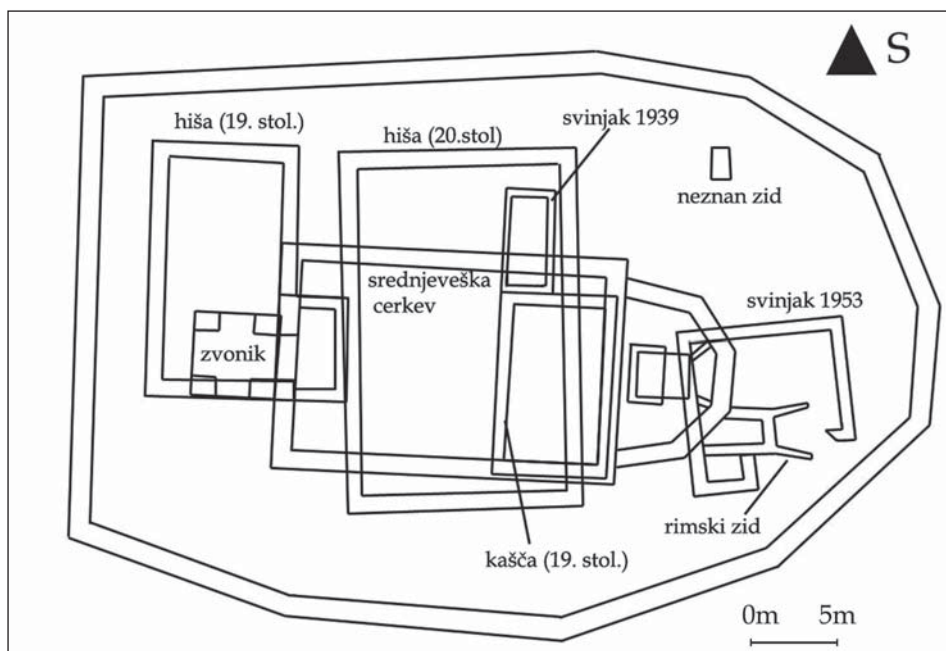 S
hiša (19. stol.)
hiša (20.stol)
svinjak 1939
neznan zid
srednjeveška
cerkev
svinjak 1953
zvonik
rimski zid
kašča (19. stol.)
0m 5m